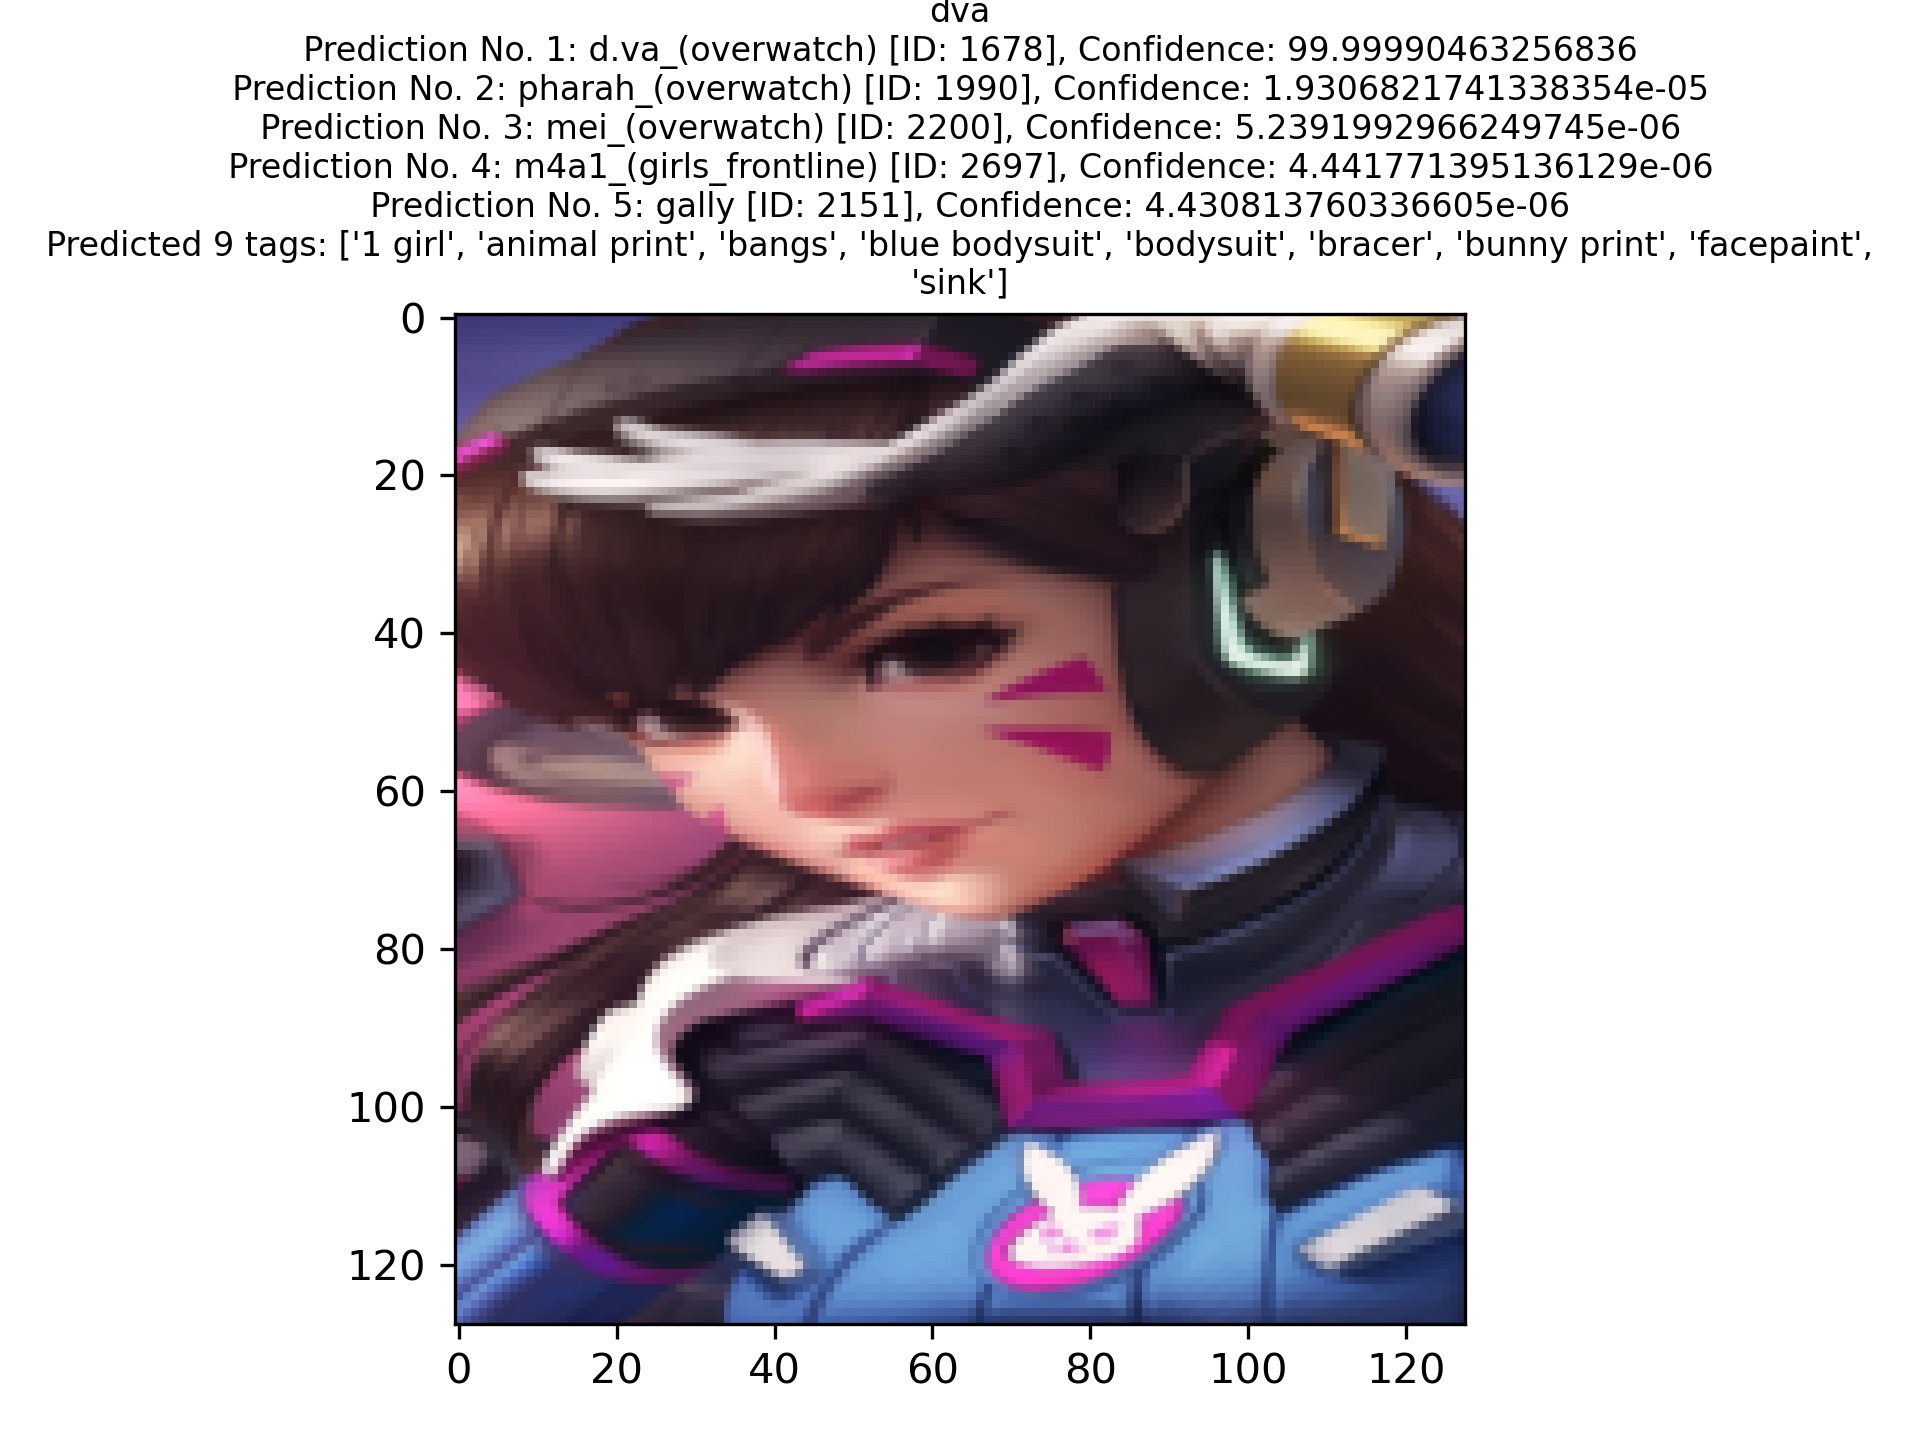 dva
Prediction No. 1: d.va_(overwatch) [ID: 1678], Confidence: 99.99990463256836
Prediction No. 2: pharah_(overwatch) [ID: 1990], Confidence: 1.9306821741338354e-05
Prediction No. 3: mei_(overwatch) [ID: 2200], Confidence: 5.2391992966249745e-06
Prediction No. 4: m4a1_(girls_frontline) [ID: 2697], Confidence: 4.441771395136129e-06
Prediction No. 5: gally [ID: 2151], Confidence: 4.430813760336605e-06
Predicted 9 tags: ['1 girl', 'animal print', 'bangs', 'blue bodysuit', 'bodysuit', 'bracer', 'bunny print', 'facepaint',
'sink']
0
20
40
60
80
100
120
0 20 40 60 80 100 120